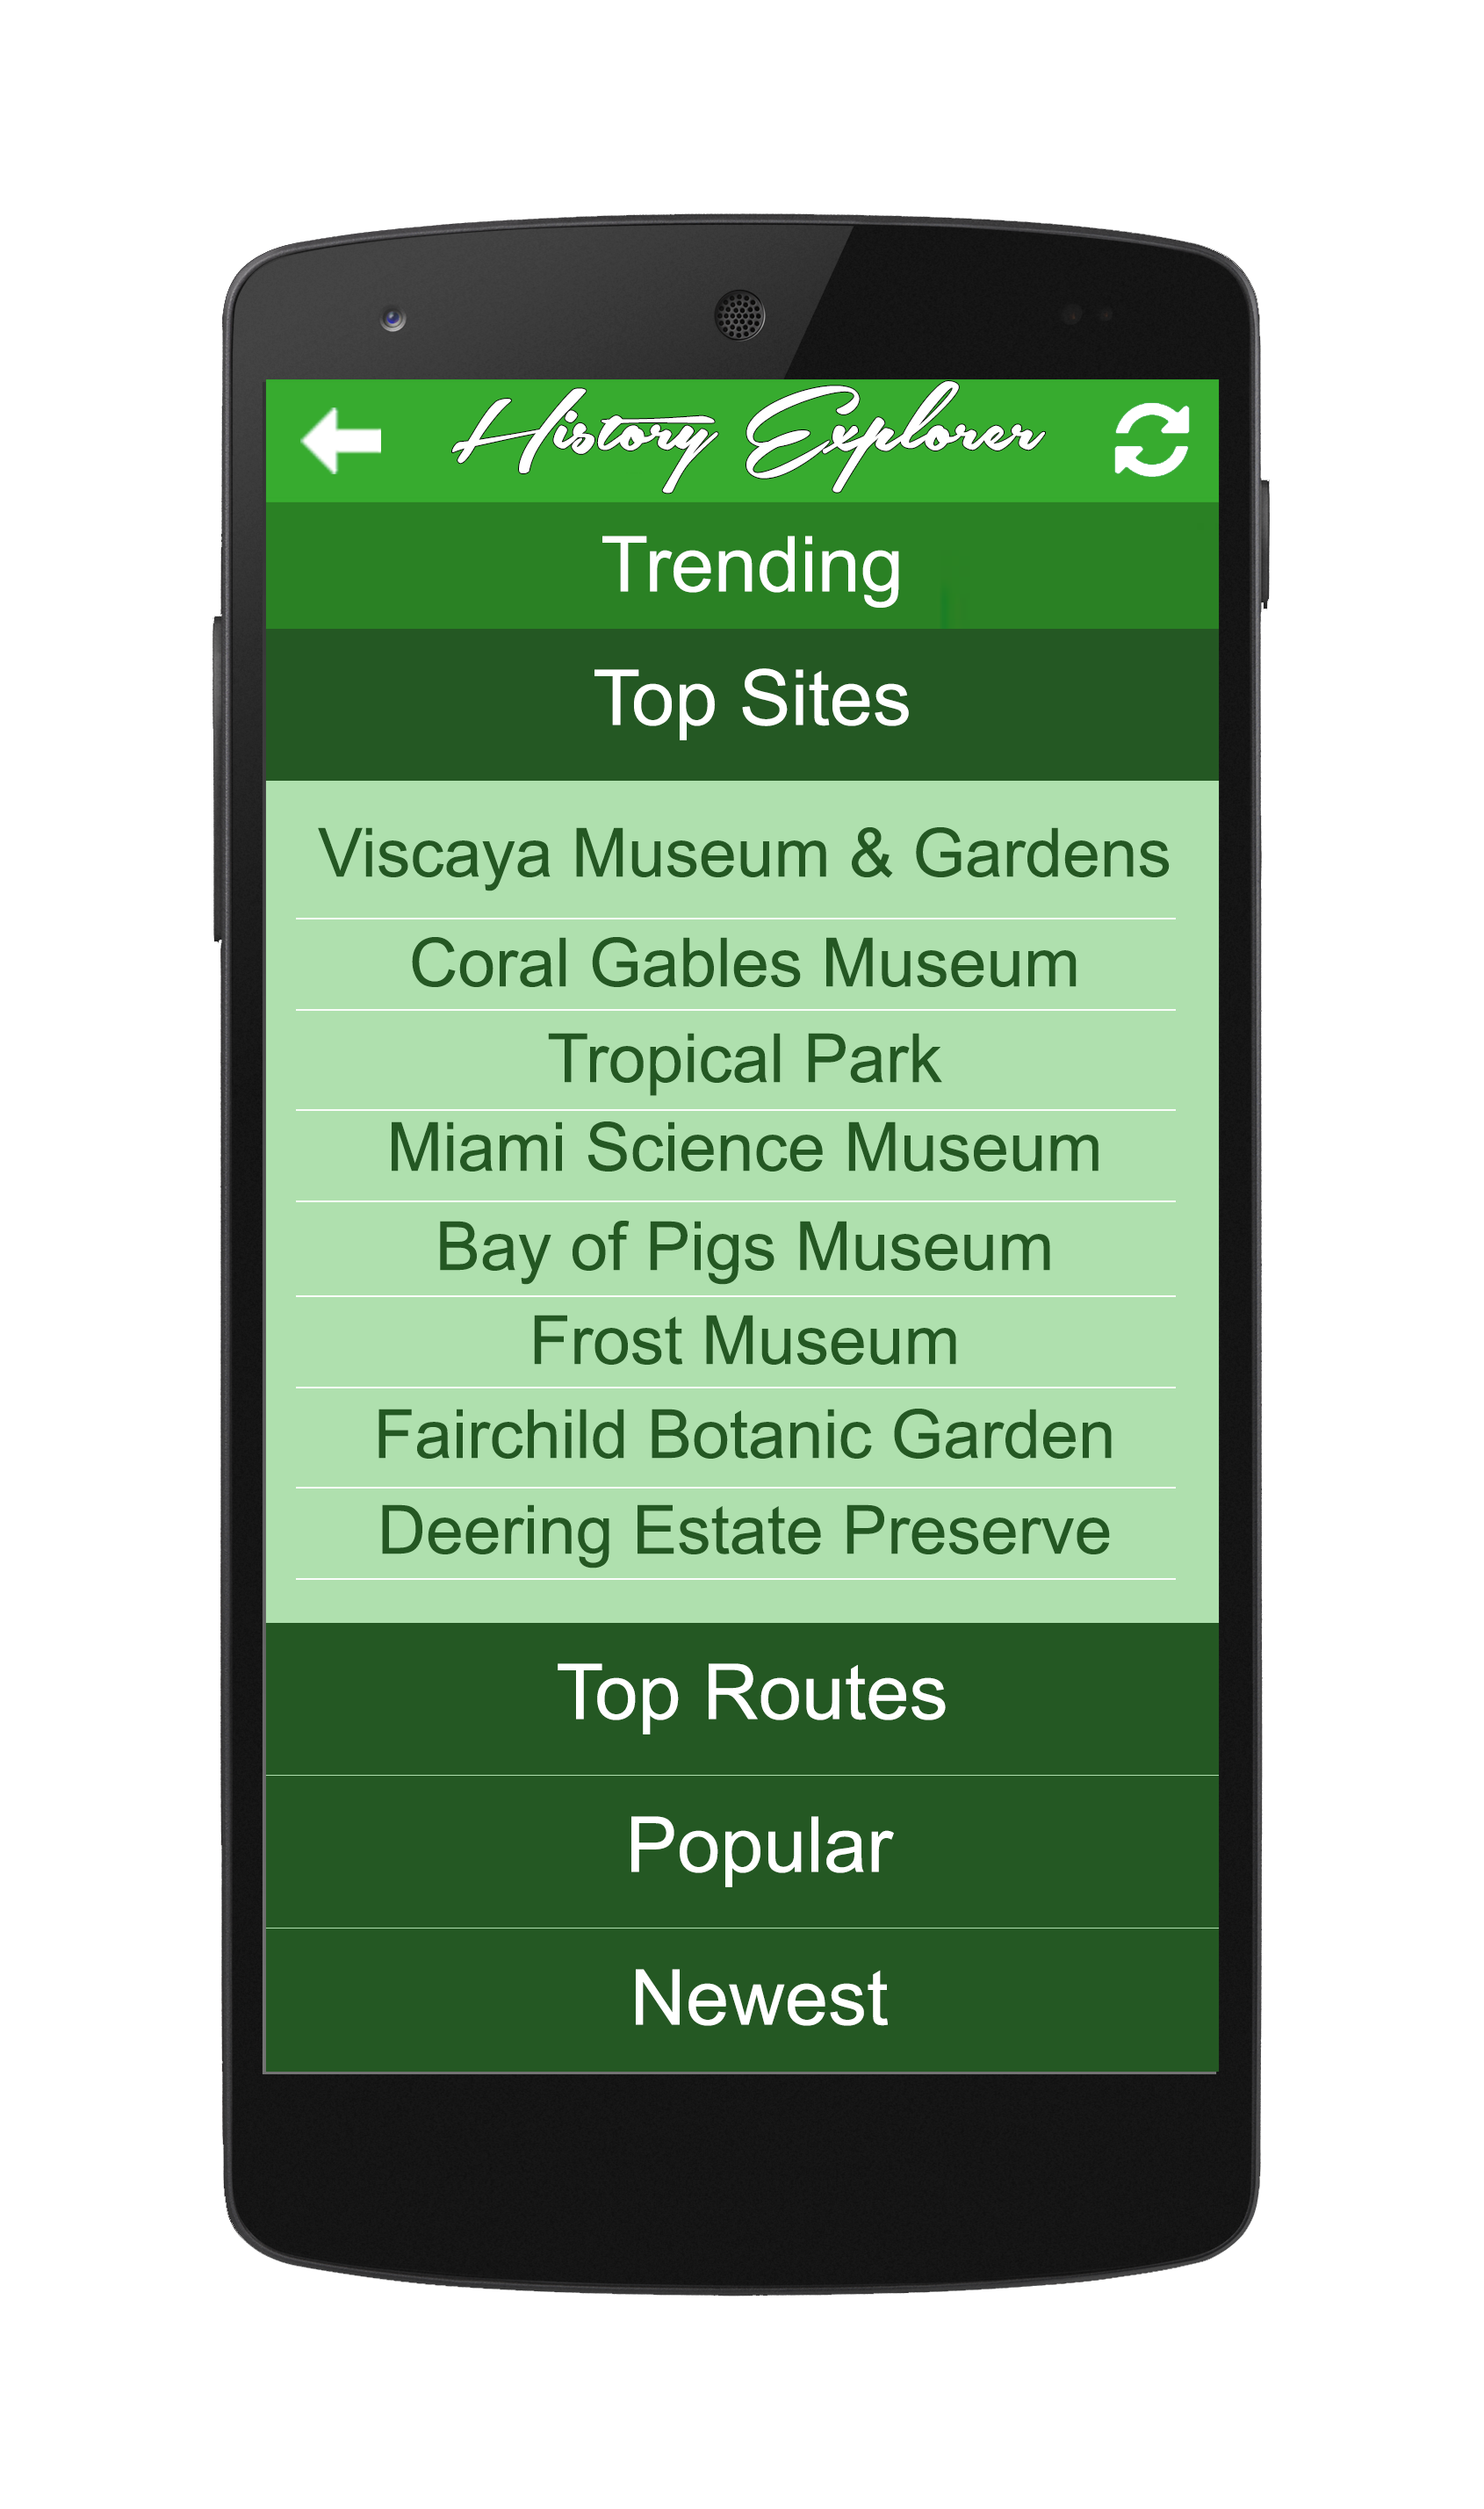 History Explorer
Trending
Top Sites
Viscaya Museum & Gardens
Coral Gables Museum
Tropical Park
Miami Science Museum
Bay of Pigs Museum
Frost Museum
Fairchild Botanic Garden
Deering Estate Preserve
Top Routes
Popular
Newest